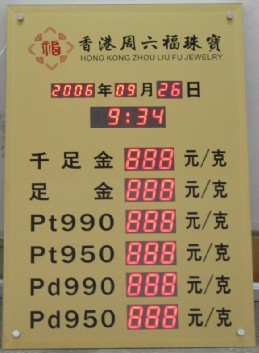 福
香港周六福珠寶
HONG KONG ZHOU LIU FU JEWELRY
2006年09月26日
9:34
千足金 888 元/克
足金 888 元/克
Pt990 888 元/克
Pt950 888 元/克
Pd990 888 元/克
Pd950 888 元/克